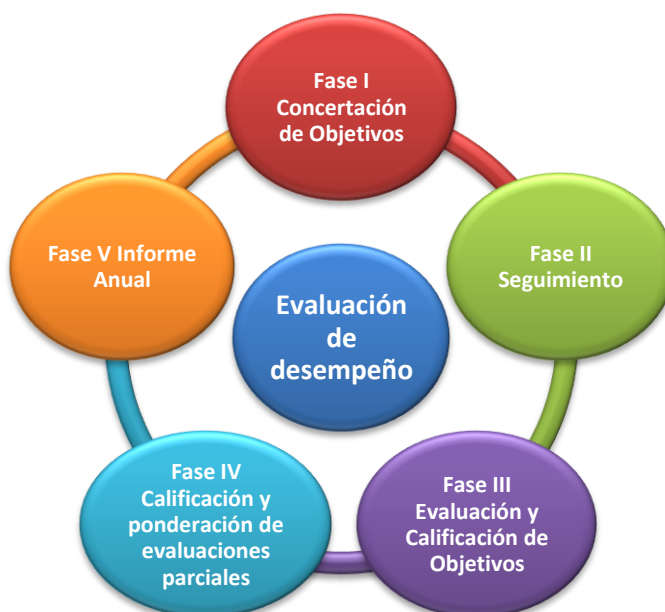 Fase I
Concertación
de Objetivos
Fase II
Seguimiento
Fase III
Evaluación y
Calificación de
Objetivos
Fase IV
Calificación y
ponderación de
evaluaciones
parciales
Fase V Informe
Anual
Evaluación
de
desempeño